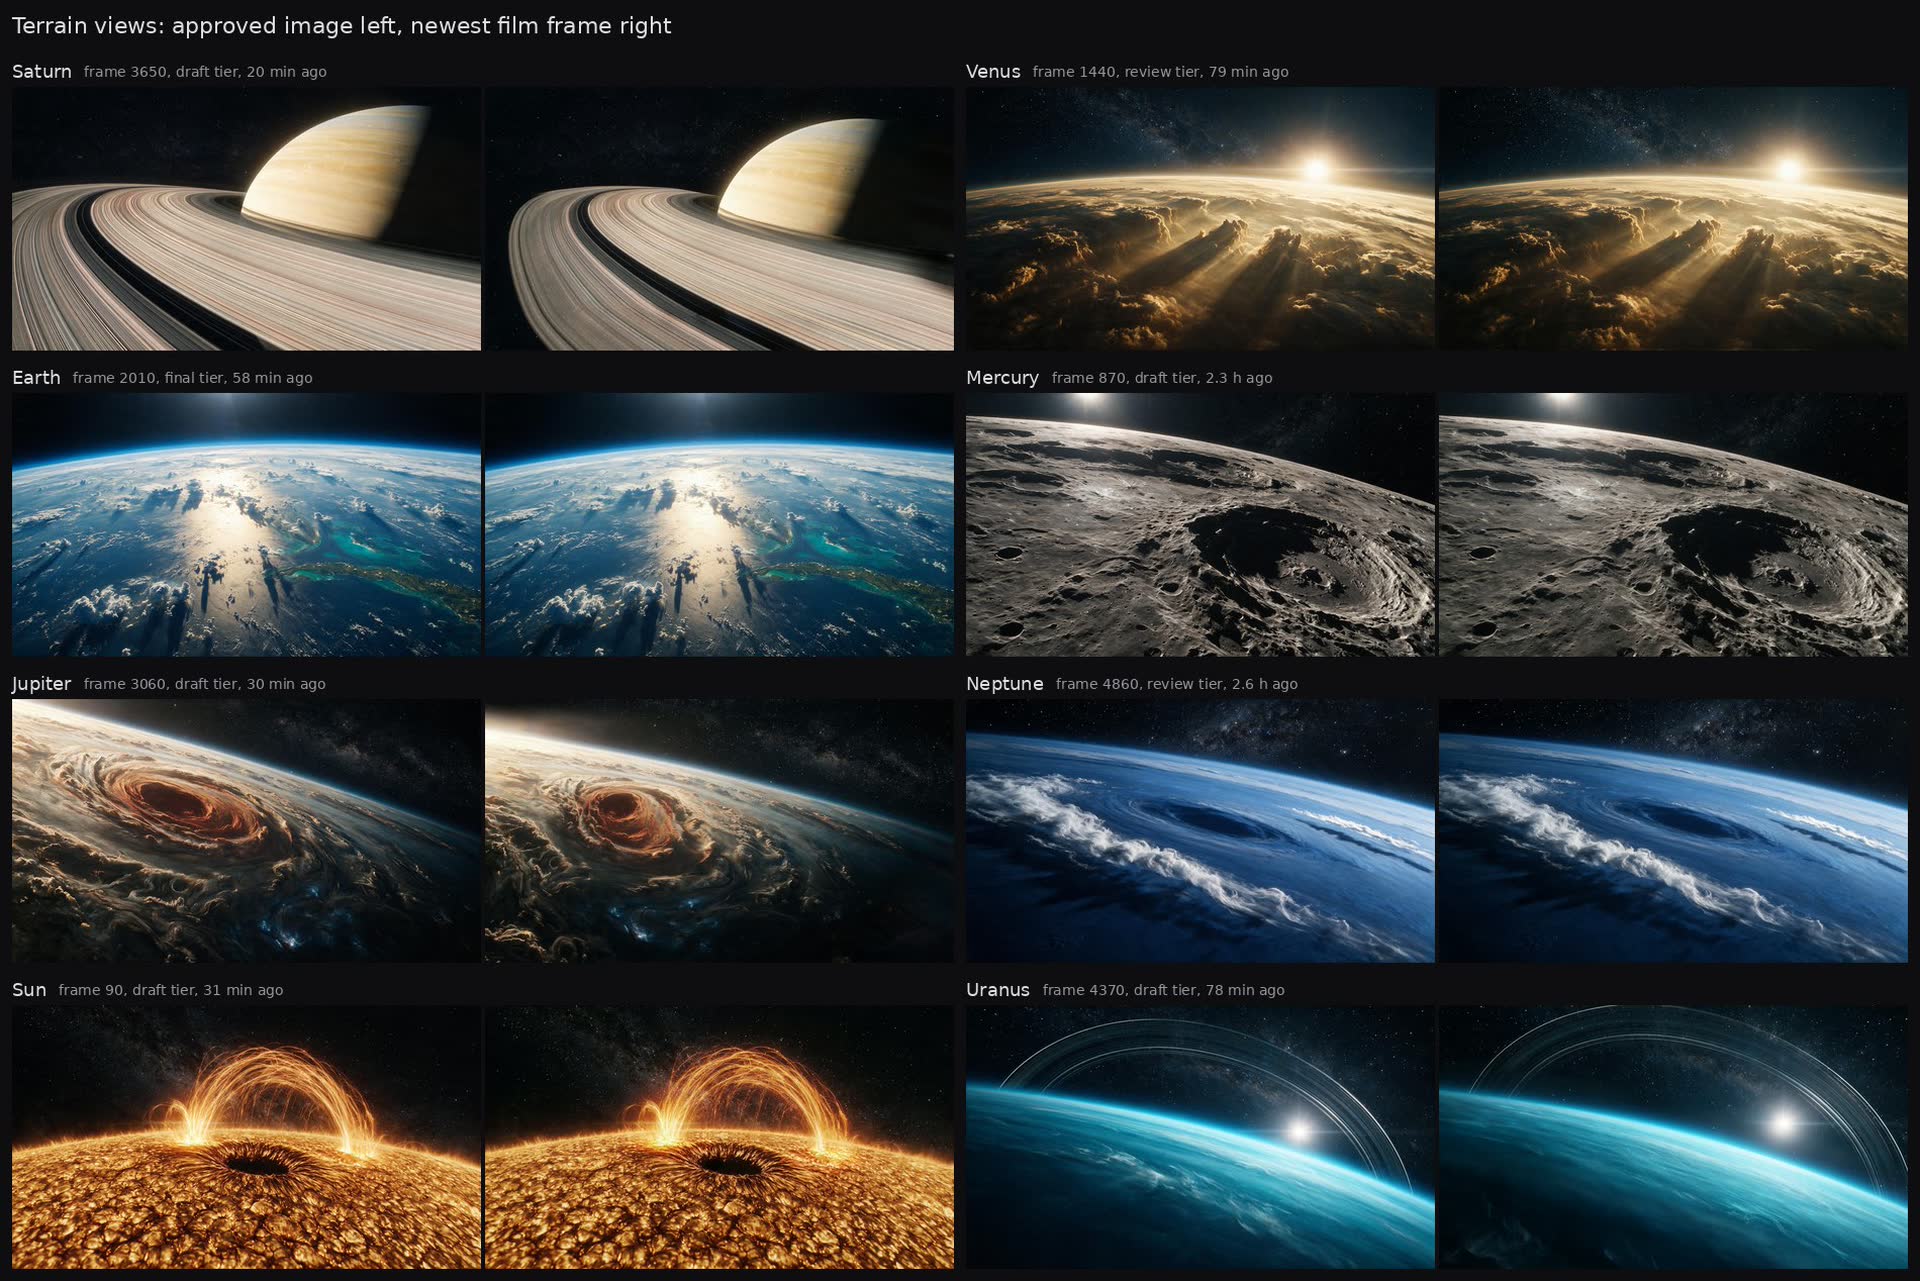 Terrain views: approved image left, newest film frame right
Saturn frame 3650, draft tier, 20 min ago
Venus frame 1440, review tier, 79 min ago
Earth frame 2010, final tier, 58 min ago
Mercury frame 870, draft tier, 2.3 h ago
Jupiter frame 3060, draft tier, 30 min ago
Neptune frame 4860, review tier, 2.6 h ago
Sun frame 90, draft tier, 31 min ago
Uranus frame 4370, draft tier, 78 min ago